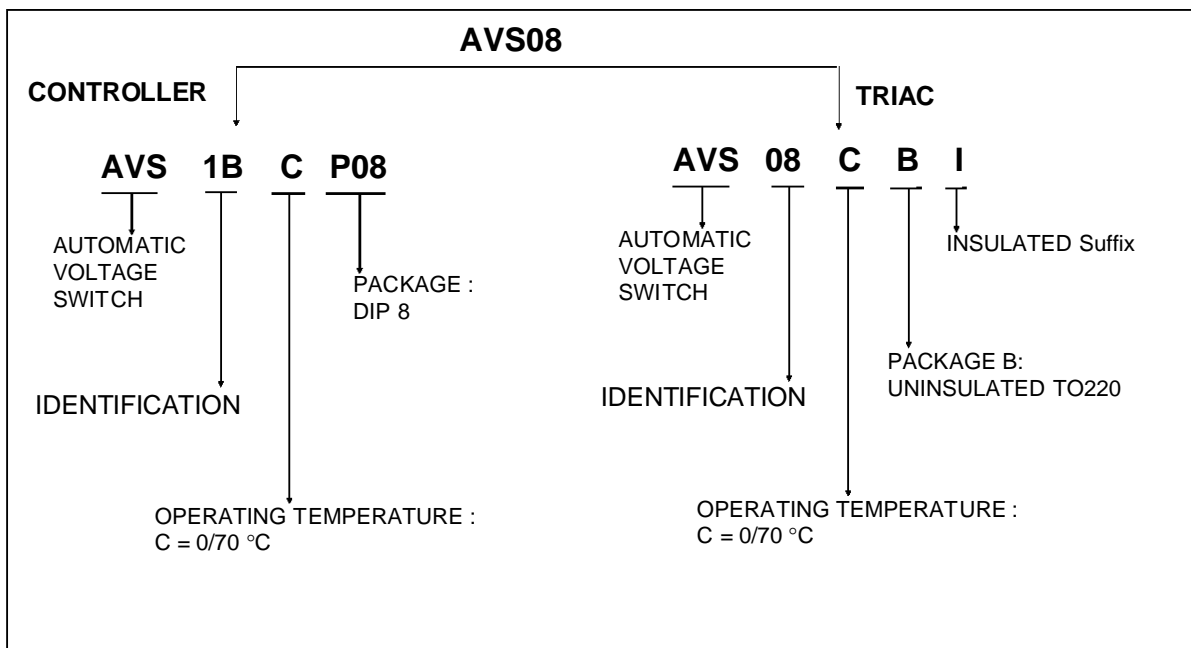 AVS08
CONTROLLER
TRIAC
AVS 1B C P08
AVS 08 C B I
AUTOMATIC
VOLTAGE
SWITCH
PACKAGE :
DIP 8
IDENTIFICATION
OPERATING TEMPERATURE :
C = 0/70 °C
AUTOMATIC
VOLTAGE
SWITCH
INSULATED Suffix
PACKAGE B:
UNINSULATED TO220
IDENTIFICATION
OPERATING TEMPERATURE :
C = 0/70 °C